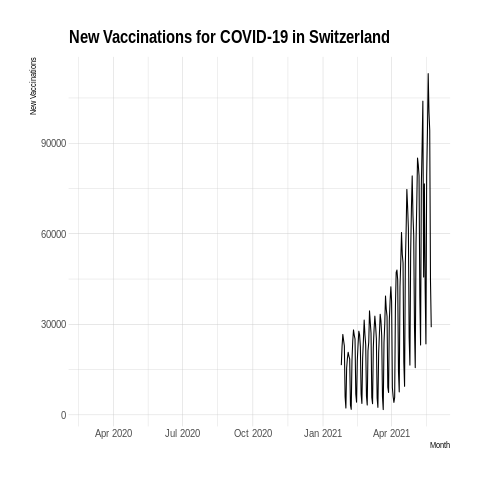 New Vaccinations for COVID-19 in Switzerland
New Vaccinations
90000
60000
30000
0
Apr 2020 Jul 2020 Oct 2020 Jan 2021 Apr 2021
Month